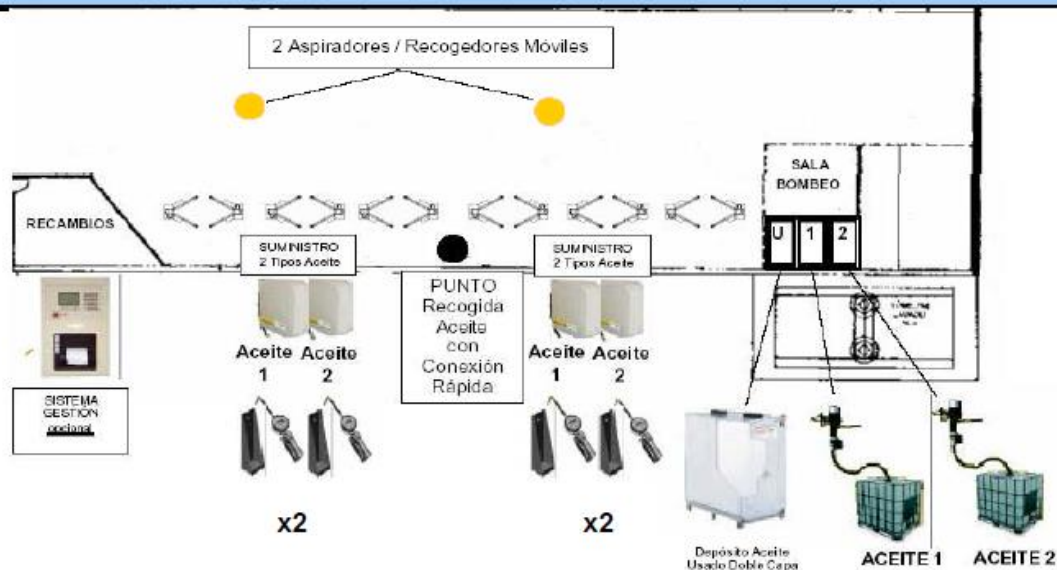 2 Aspiradores / Recogedores Móviles
SALA
BOMBEO
RECAMBIOS
U 1 2
SUMINISTRO
2 Tipos Aceite
SUMINISTRO
2 Tipos Aceite
PUNTO
Recogida
Aceite
con
Conexión
Rápida
Aceite Aceite
1 2
Aceite Aceite
1 2
SISTEMA
GESTIÓN
opcional
x2
x2
Depósito Aceite
Usado Doble Capa
ACEITE 1
ACEITE 2